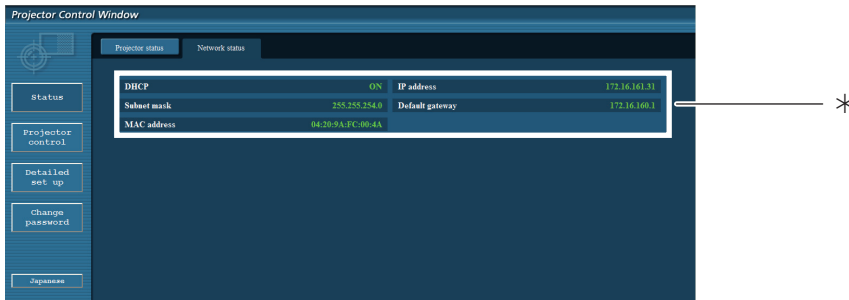 Projector Control Window
Projector status
Network status
DHCP ON IP address 172.16.161.31
Subnet mask 255.255.254.0 Default gateway 172.16.160.1
MAC address 04:20:9A:FC:00:4A
*
Status
Projector
control
Detailed
set up
Change
password
Japanese